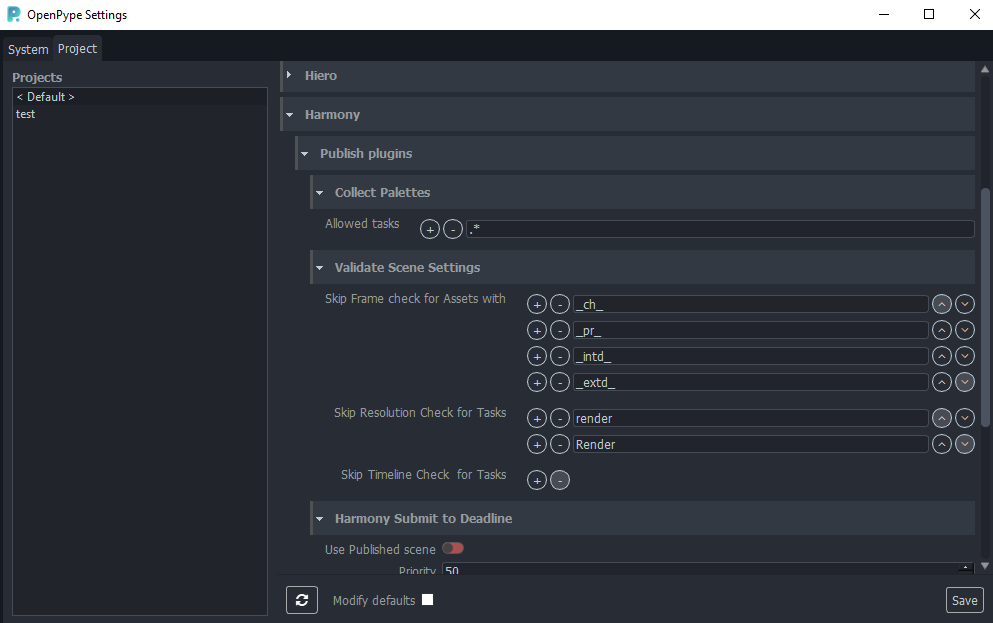 OpenPype Settings
System Project
Projects
< Default >
test
Hiero
Harmony
Publish plugins
Collect Palettes
Allowed tasks + - .*
Validate Scene Settings
Skip Frame check for Assets with + - _ch_
+ - _pr_
+ - _intd_
+ - _extd_
Skip Resolution Check for Tasks + - render
+ - Render
Skip Timeline Check for Tasks + -
Harmony Submit to Deadline
Use Published scene
Priority 50
Modify defaults
Save